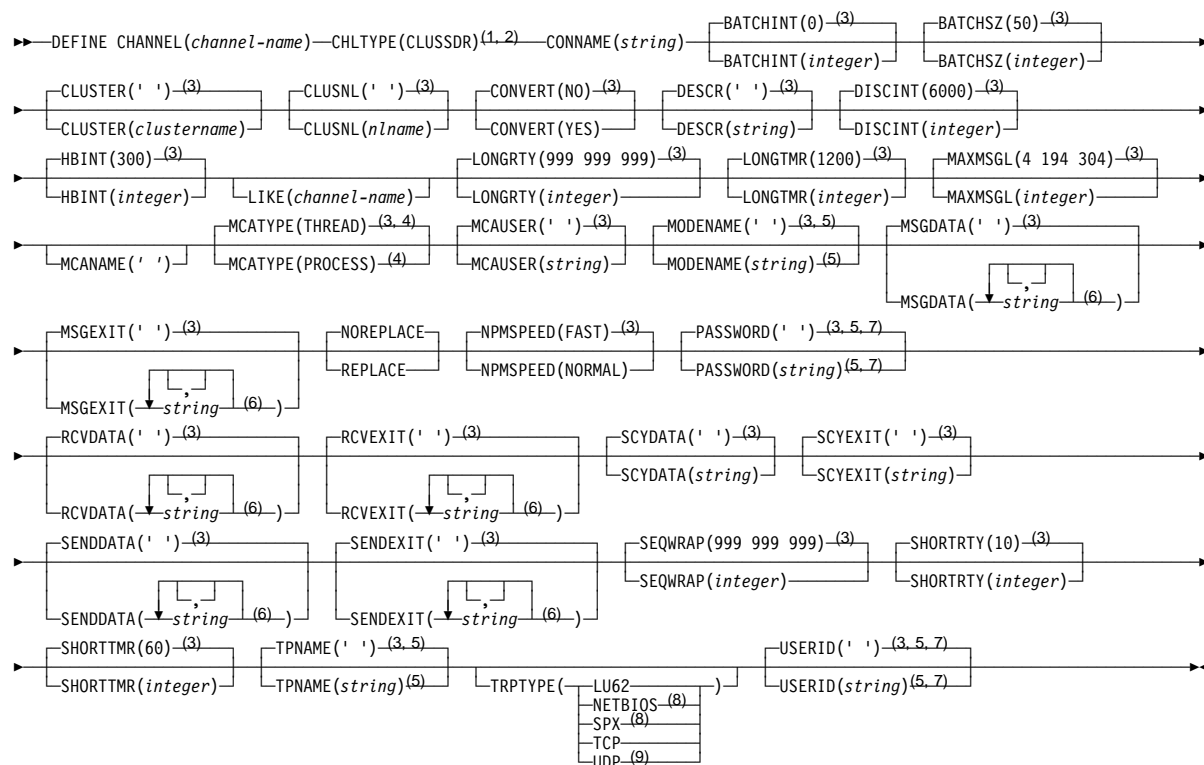 BATCHINT(0) (3) BATCHSZ(50) (3)
DEFINE CHANNEL(channel-name) CHLTYPE(CLUSSDR) (1, 2) CONNAME(string)
BATCHINT(integer) BATCHSZ(integer)
CLUSTER(' ') (3) CLUSNL(' ') (3) CONVERT(NO) (3) DESCR(' ') (3) DISCINT(6000) (3)
CLUSTER(clustername) CLUSNL(nlname) CONVERT(YES) DESCR(string) DISCINT(integer)
HBINT(300) (3) LONGRTY(999 999 999) (3) LONGTMR(1200) (3) MAXMSGL(4 194 304) (3)
HBINT(integer) LIKE(channel-name) LONGRTY(integer) LONGTMR(integer) MAXMSGL(integer)
MCATYPE(THREAD) (3, 4) MCAUSER(' ') (3) MODENAME(' ') (3, 5) MSGDATA(' ') (3)
MCANAME(' ') MCATYPE(PROCESS) (4) MCAUSER(string) MODENAME(string) (5)
,
MSGDATA( string (6) )
MSGEXIT(' ') (3) NOREPLACE NPMSPEED(FAST) (3) PASSWORD(' ') (3, 5, 7)
REPLACE NPMSPEED(NORMAL) PASSWORD(string) (5, 7)
,
MSGEXIT( string (6) )
RCVDATA(' ') (3) RCVEXIT(' ') (3) SCYDATA(' ') (3) SCYEXIT(' ') (3)
SCYDATA(string) SCYEXIT(string)
, ,
RCVDATA( string (6) ) RCVEXIT( string (6) )
SENDDATA(' ') (3) SENDEXIT(' ') (3) SEQWRAP(999 999 999) (3) SHORTRTY(10) (3)
SEQWRAP(integer) SHORTRTY(integer)
, ,
SENDDATA( string (6) ) SENDEXIT( string (6) )
SHORTTMR(60) (3) TPNAME(' ') (3, 5) USERID(' ') (3, 5, 7)
SHORTTMR(integer) TPNAME(string) (5) TRPTYPE( LU62 ) USERID(string) (5, 7)
NETBIOS (8)
SPX (8)
TCP
UDP (9)